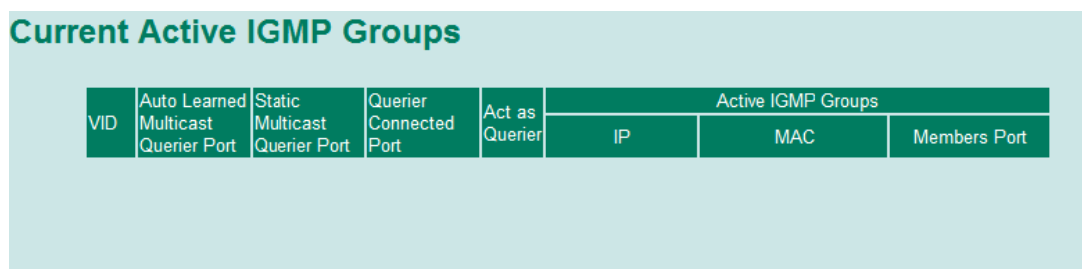 Current Active IGMP Groups
VID
Auto Learned
Multicast
Querier Port
Static
Multicast
Querier Port
Querier
Connected
Port
Act as
Querier
Active IGMP Groups
IP
MAC
Members Port